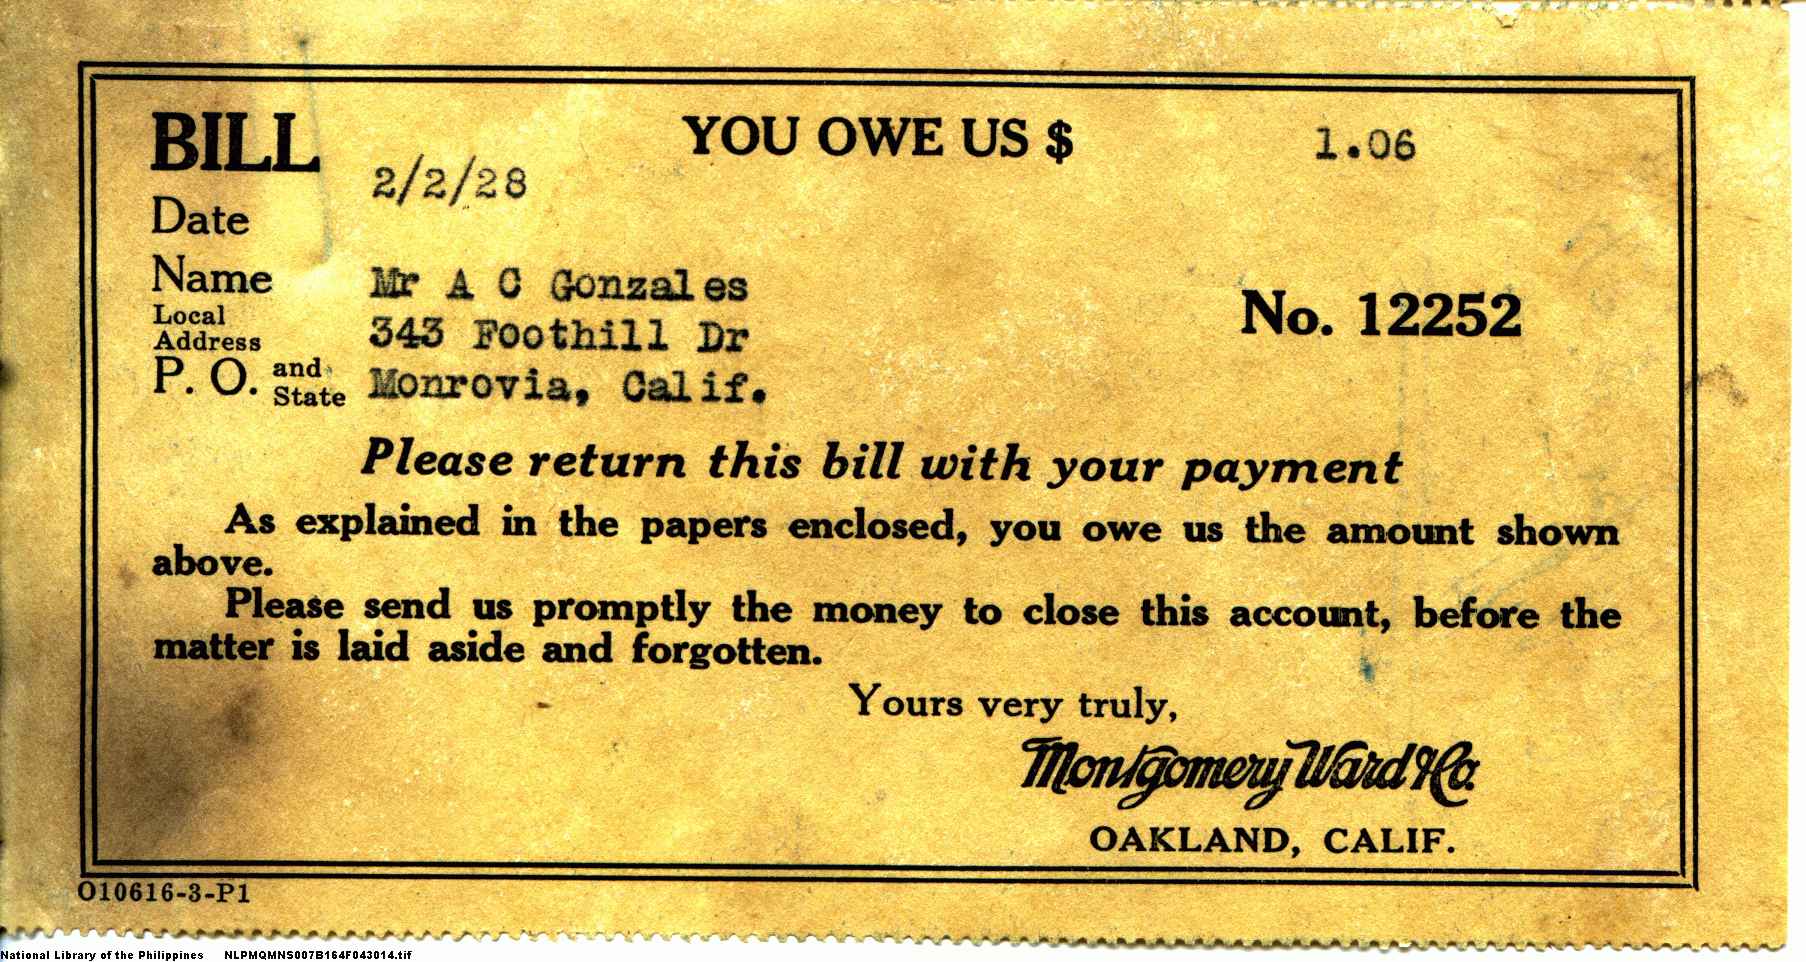 BILL YOU OWE US $ 1.06
2/2/28
Date
Name Mr A C Gonzales
Local Address 343 Foothill Dr
No. 12252
P. O. and State Monrovia, Calif.
Please return this bill with your payment
As explained in the papers enclosed, you owe us the amount shown
above.
Please send us promptly the money to close this account, before the
matter is laid aside and forgotten.
Yours very truly,
Montgomery Ward & Co.
OAKLAND, CALIF.
O10616-3-P1
National Library of the Philippines NLPMQMNS007B164F043014.tif